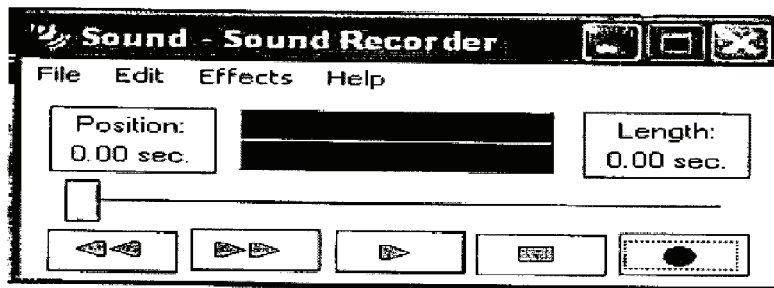 Sound - Sound Recorder
File Edit Effects Help
Position:
0.00 sec.
Length:
0.00 sec.